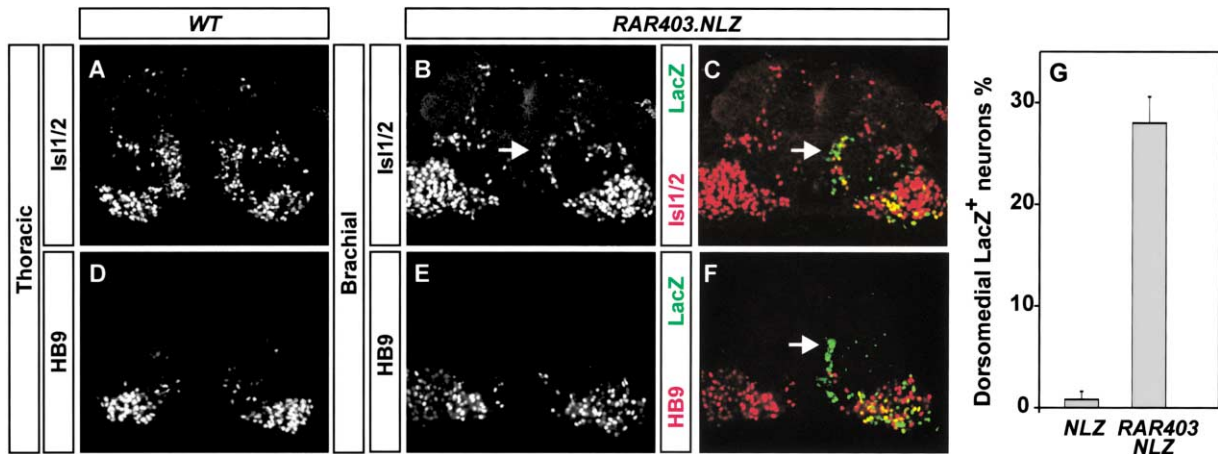 WT
RAR403.NLZ
Thoracic
Isl1/2
HB9
Brachial
Isl1/2
HB9
Isl1/2 LacZ
HB9 LacZ
A
B
C
D
E
F
G
Dorsomedial LacZ+ neurons %
30
20
10
0
NLZ
RAR403
NLZ